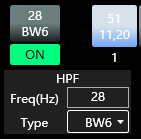 28
BW6
ON
51
11,20
1
HPF
Freq(Hz) 28
Type BW6